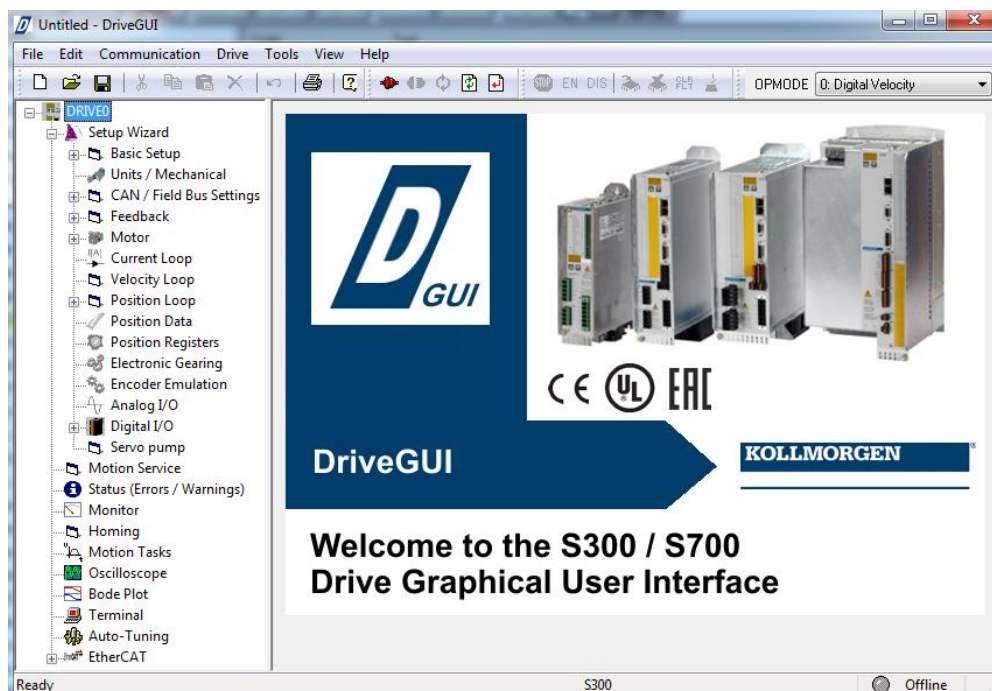 Untitled - DriveGUI
File Edit Communication Drive Tools View Help
STOP EN DIS OPMODE 0: Digital Velocity
DRIVE0
Setup Wizard
Basic Setup
Units / Mechanical
CAN / Field Bus Settings
Feedback
Motor
Current Loop
Velocity Loop
Position Loop
Position Data
Position Registers
Electronic Gearing
Encoder Emulation
Analog I/O
Digital I/O
Servo pump
Motion Service
Status (Errors / Warnings)
Monitor
Homing
Motion Tasks
Oscilloscope
Bode Plot
Terminal
Auto-Tuning
EtherCAT
D
GUI
CE UL EAC
DriveGUI
KOLLMORGEN®
Welcome to the S300 / S700
Drive Graphical User Interface
Ready S300 Offline